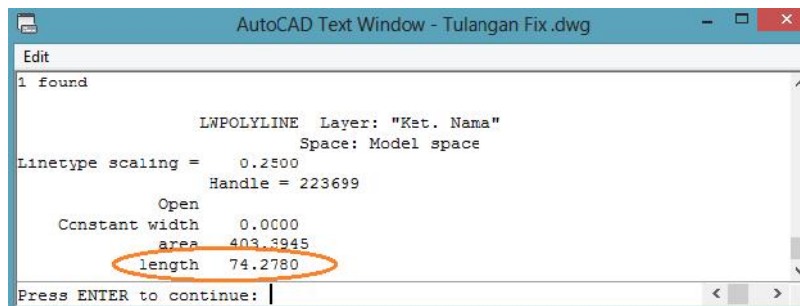 AutoCAD Text Window - Tulangan Fix.dwg
Edit
1 found
LWPOLYLINE Layer: "Ket. Nama"
Space: Model space
Linetype scaling = 0.2500
Handle = 223699
Open
Constant width 0.0000
area 403.3945
length 74.2780
Press ENTER to continue: